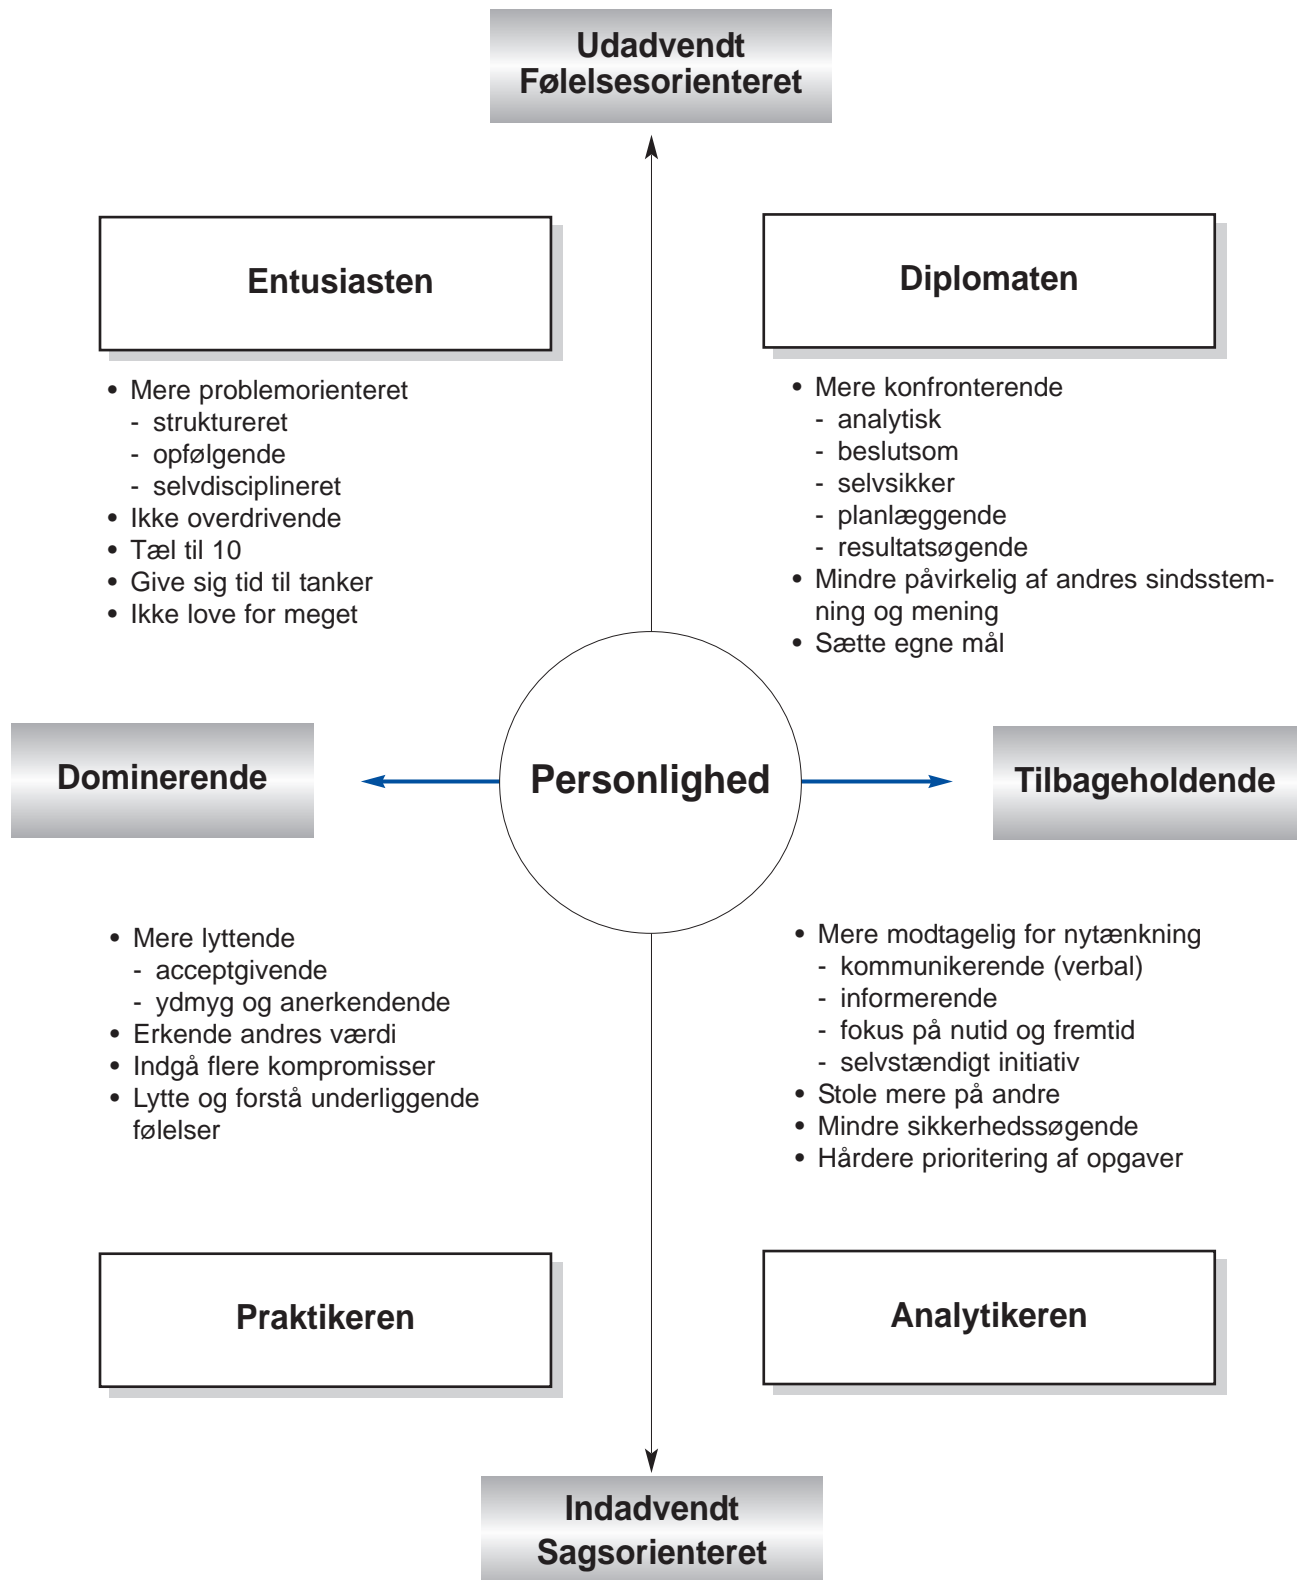 Udadvendt
Følelsesorienteret
Entusiasten
• Mere problemorienteret
- struktureret
- opfølgende
- selvdisciplineret
• Ikke overdrivende
• Tæl til 10
• Give sig tid til tanker
• Ikke love for meget
Diplomaten
• Mere konfronterende
- analytisk
- beslutsom
- selvsikker
- planlæggende
- resultatsøgende
• Mindre påvirkelig af andres sindsstem-
ning og mening
• Sætte egne mål
Dominerende
Personlighed
Tilbageholdende
• Mere lyttende
- acceptgivende
- ydmyg og anerkendende
• Erkende andres værdi
• Indgå flere kompromisser
• Lytte og forstå underliggende
følelser
Praktikeren
• Mere modtagelig for nytænkning
- kommunikerende (verbal)
- informerende
- fokus på nutid og fremtid
- selvstændigt initiativ
• Stole mere på andre
• Mindre sikkerhedssøgende
• Hårdere prioritering af opgaver
Analytikeren
Indadvendt
Sagsorienteret